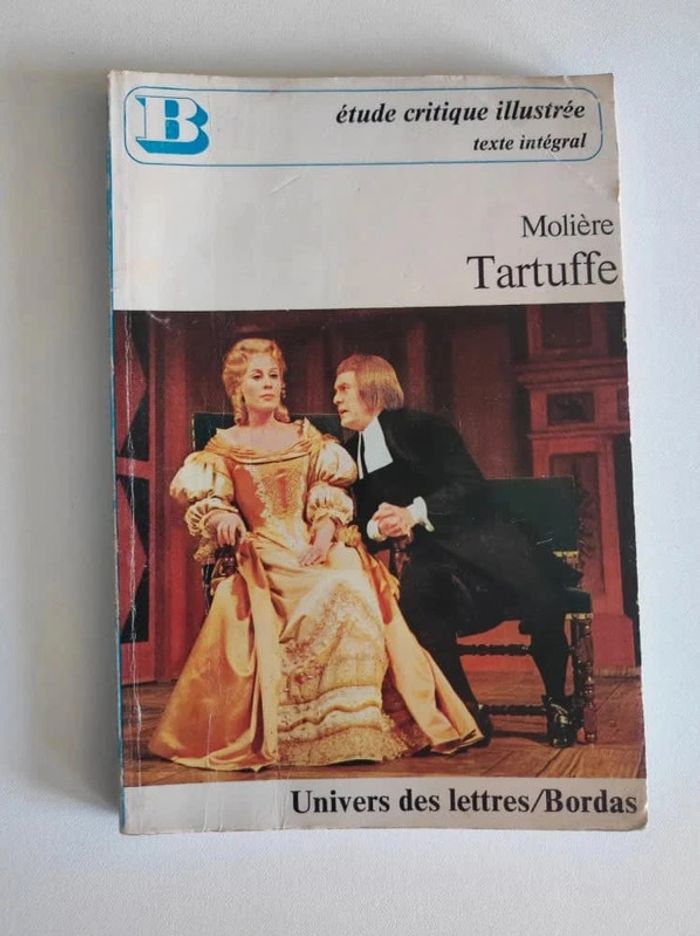 B
étude critique illustrée
texte intégral
Molière
Tartuffe
Univers des lettres/Bordas